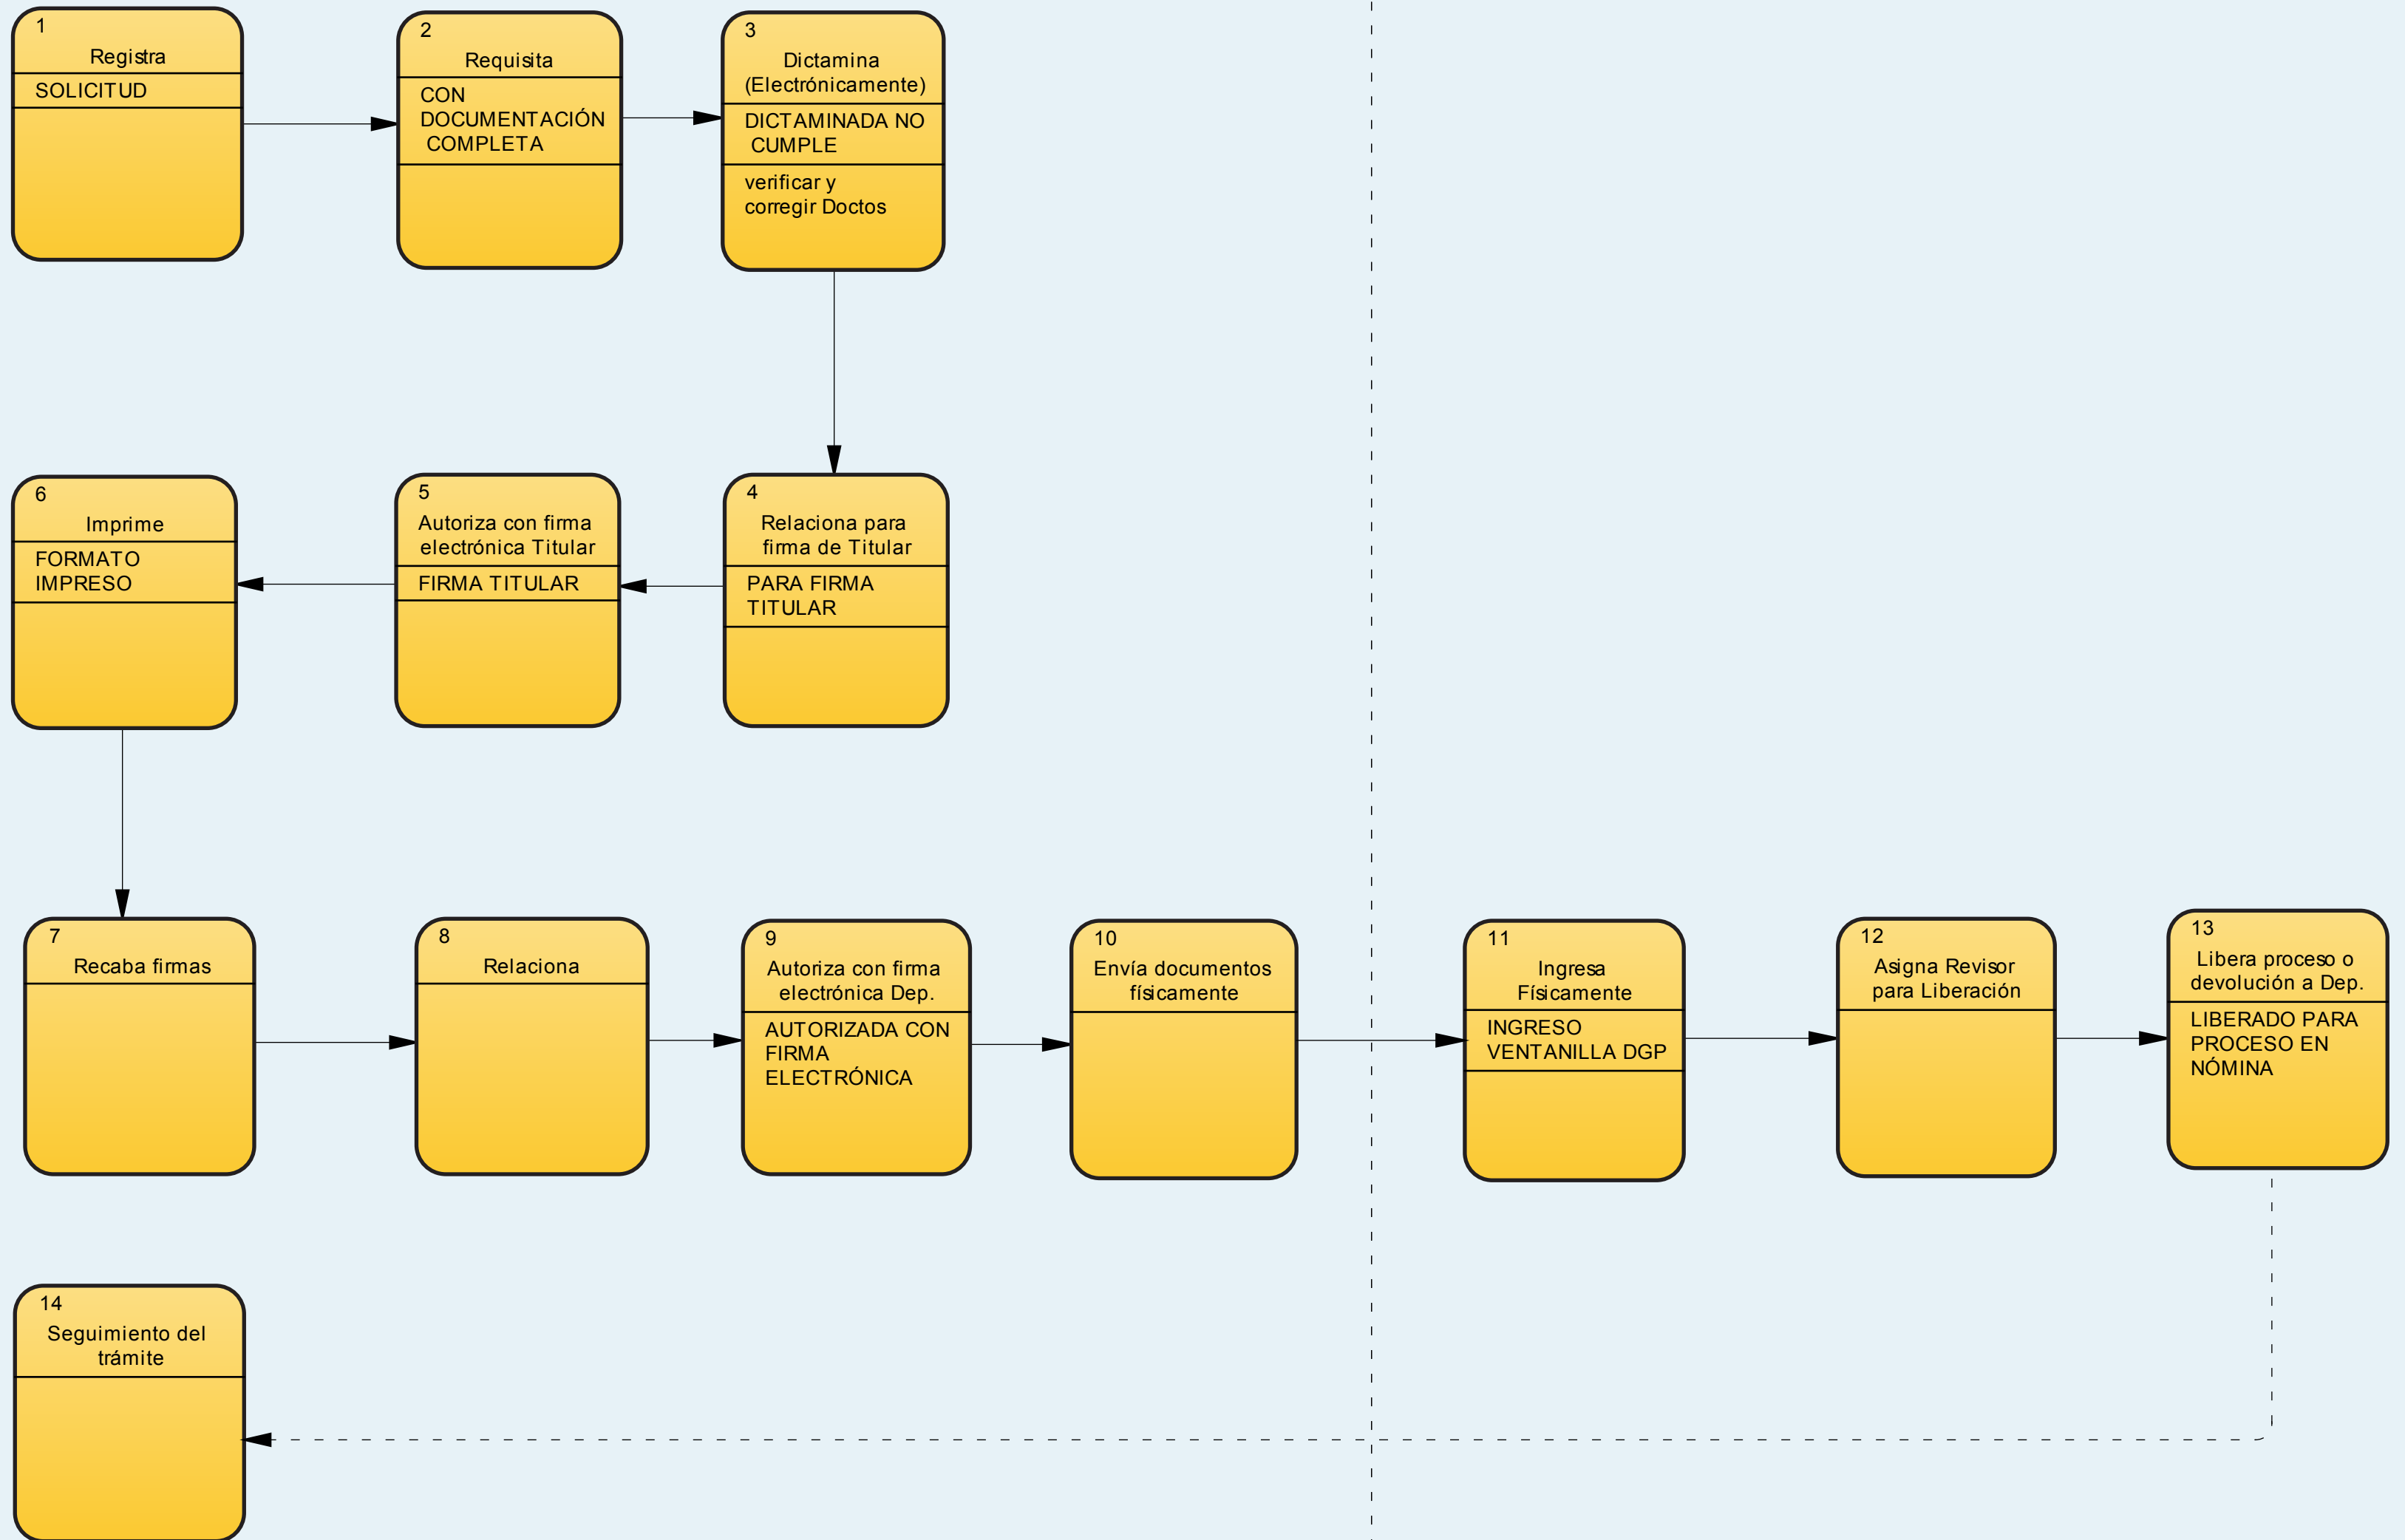 1
Registra
SOLICITUD
2
Requisita
CON
DOCUMENTACIÓN
COMPLETA
3
Dictamina
(Electrónicamente)
DICTAMINADA NO
CUMPLE
verificar y
corregir Doctos
6
Imprime
FORMATO
IMPRESO
5
Autoriza con firma
electrónica Titular
FIRMA TITULAR
4
Relaciona para
firma de Titular
PARA FIRMA
TITULAR
7
Recaba firmas
8
Relaciona
9
Autoriza con firma
electrónica Dep.
AUTORIZADA CON
FIRMA
ELECTRÓNICA
10
Envía documentos
físicamente
11
Ingresa
Físicamente
INGRESO
VENTANILLA DGP
12
Asigna Revisor
para Liberación
13
Libera proceso o
devolución a Dep.
LIBERADO PARA
PROCESO EN
NÓMINA
14
Seguimiento del
trámite